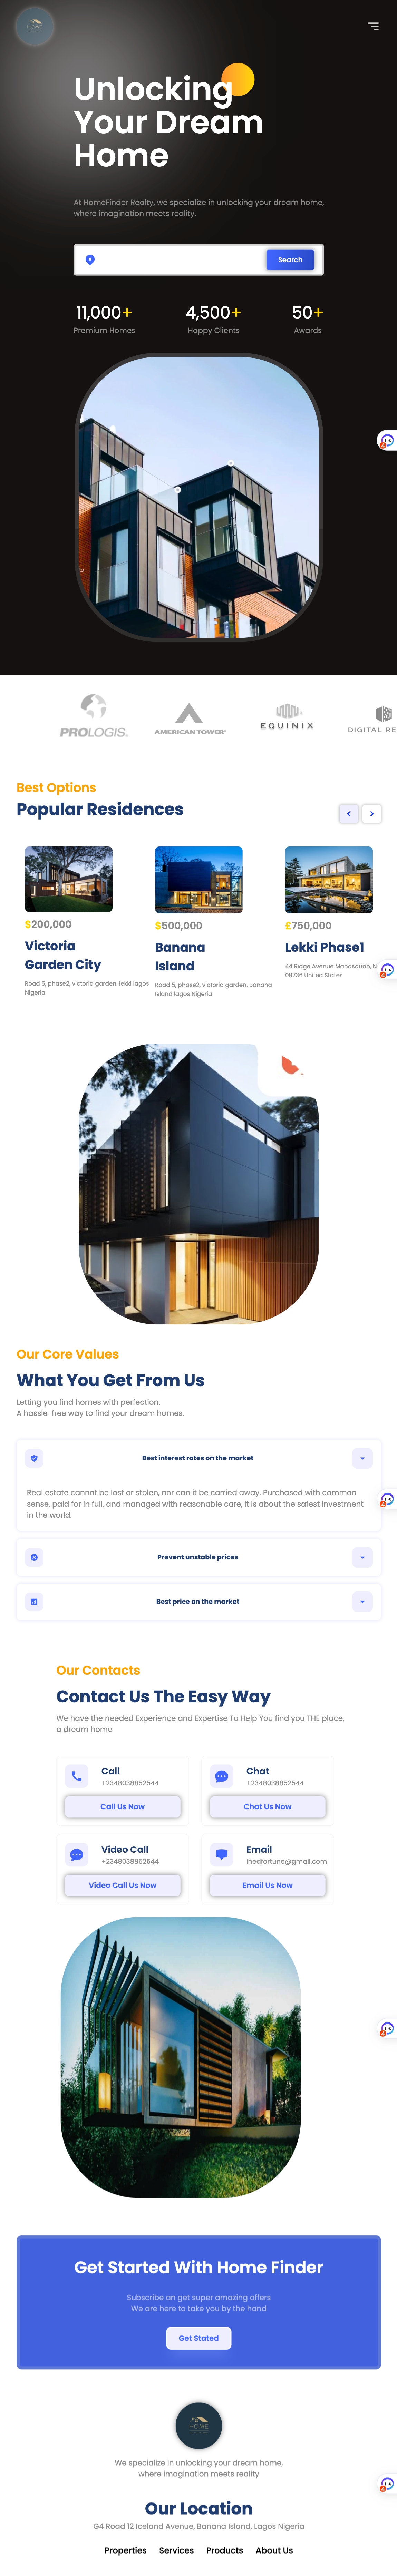 Unlocking
Your Dream
Home
At HomeFinder Realty, we specialize in unlocking your dream home,
where imagination meets reality.
Search
11,000+ 4,500+ 50+
Premium Homes Happy Clients Awards
to
PROLOGIS. AMERICAN TOWER EQUINIX DIGITAL RE
Best Options
Popular Residences
$200,000 $500,000 £750,000
Victoria
Garden City
Road 5, phase2, victoria garden. lekki lagos
Nigeria
Banana
Island
Road 5, phase2, victoria garden. Banana
Island lagos Nigeria
Lekki Phase1
44 Ridge Avenue Manasquan, N
08736 United States
Our Core Values
What You Get From Us
Letting you find homes with perfection.
A hassle-free way to find your dream homes.
Best interest rates on the market
Real estate cannot be lost or stolen, nor can it be carried away. Purchased with common
sense, paid for in full, and managed with reasonable care, it is about the safest investment
in the world.
Prevent unstable prices
Best price on the market
Our Contacts
Contact Us The Easy Way
We have the needed Experience and Expertise To Help You find you THE place,
a dream home
Call
+2348038852544
Call Us Now
Chat
+2348038852544
Chat Us Now
Video Call
+2348038852544
Video Call Us Now
Email
ihedfortune@gmail.com
Email Us Now
Get Started With Home Finder
Subscribe an get super amazing offers
We are here to take you by the hand
Get Stated
HOME
We specialize in unlocking your dream home,
where imagination meets reality
Our Location
G4 Road 12 Iceland Avenue, Banana Island, Lagos Nigeria
Properties Services Products About Us